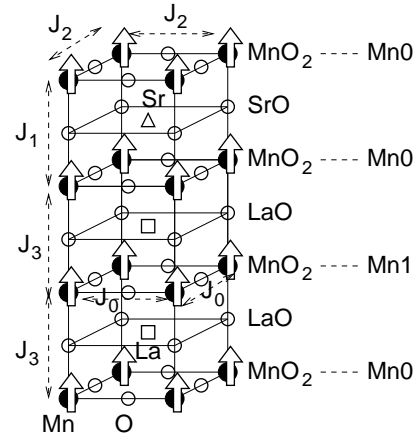 J₂ J₂
MnO₂ ---- Mn0
Sr SrO
J₁
MnO₂ ---- Mn0
LaO
J₃
MnO₂ ---- Mn1
J₀ J₀
LaO
J₃
La
MnO₂ ---- Mn0
Mn O